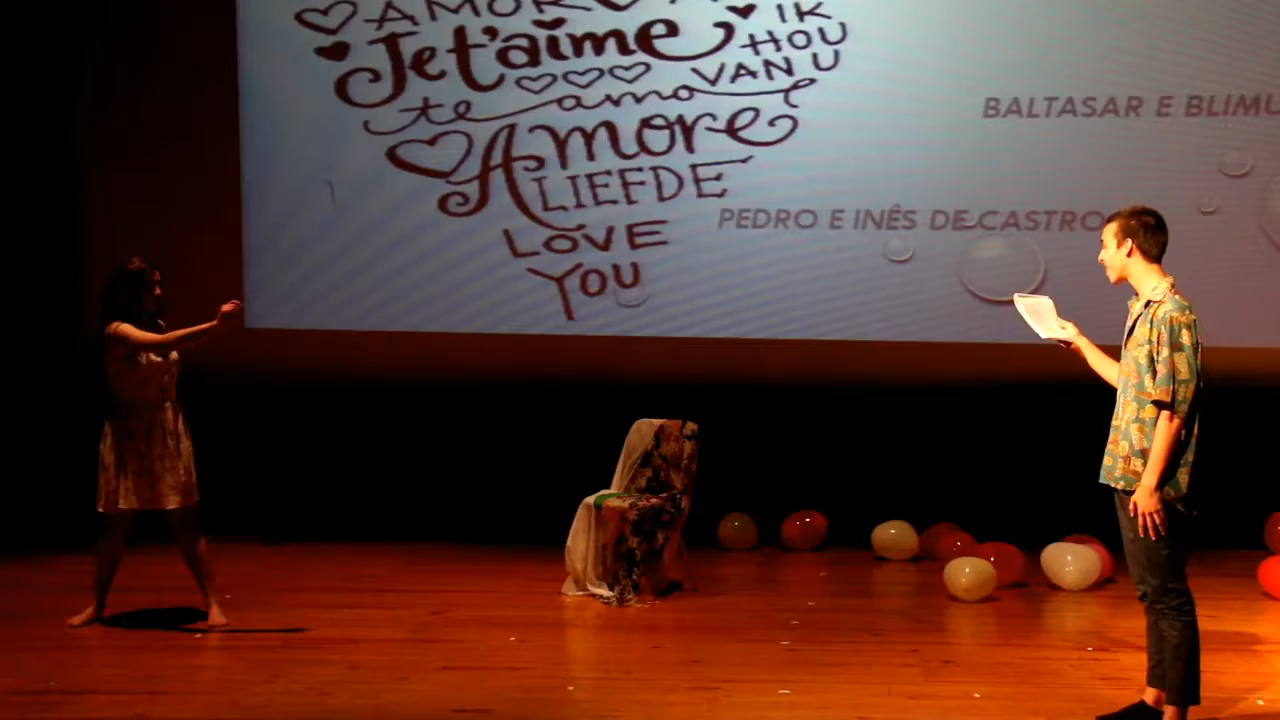 AMOR
IK
Je t'aime
HOU
VAN U
te amo
Amore
LIEFDE
LOVE
YOU
BALTASAR E BLIMU
PEDRO E INÊS DE CASTRO